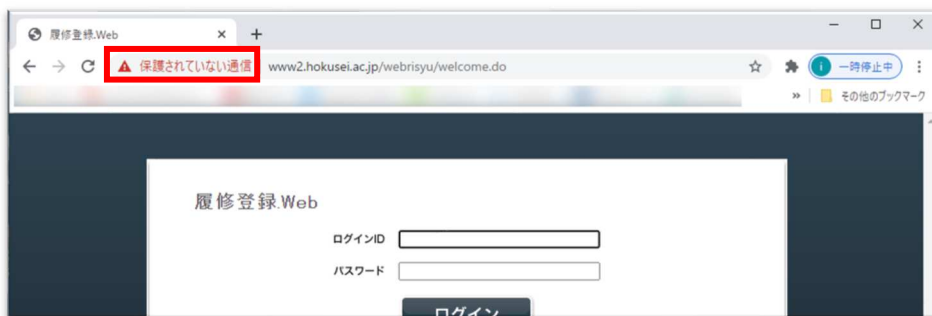 履修登録.Web
保護されていない通信 www2.hokusei.ac.jp/webrisyu/welcome.do i 一時停止中
» その他のブックマーク
履修登録.Web
ログインID
パスワード
ログイン